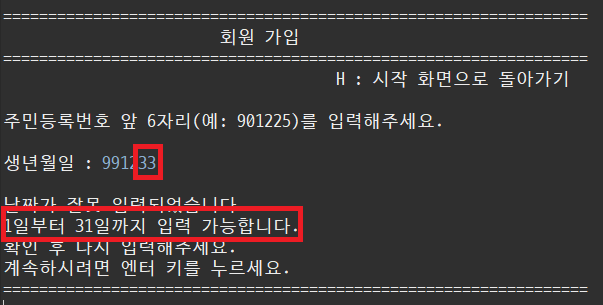 ============================================================
회원 가입
============================================================
H : 시작 화면으로 돌아가기
주민등록번호 앞 6자리(예: 901225)를 입력해주세요.
생년월일 : 991233
날짜가 잘못 입력되었습니다
1일부터 31일까지 입력 가능합니다.
확인 후 다시 입력해주세요.
계속하시려면 엔터 키를 누르세요.
============================================================